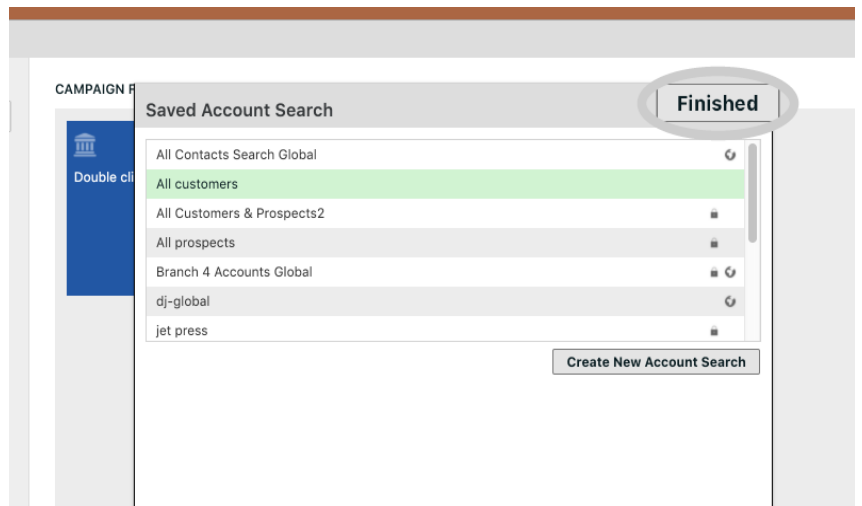 CAMPAIGN F
Saved Account Search
Finished
Double cli
All Contacts Search Global
All customers
All Customers & Prospects2
All prospects
Branch 4 Accounts Global
dj-global
jet press
Create New Account Search